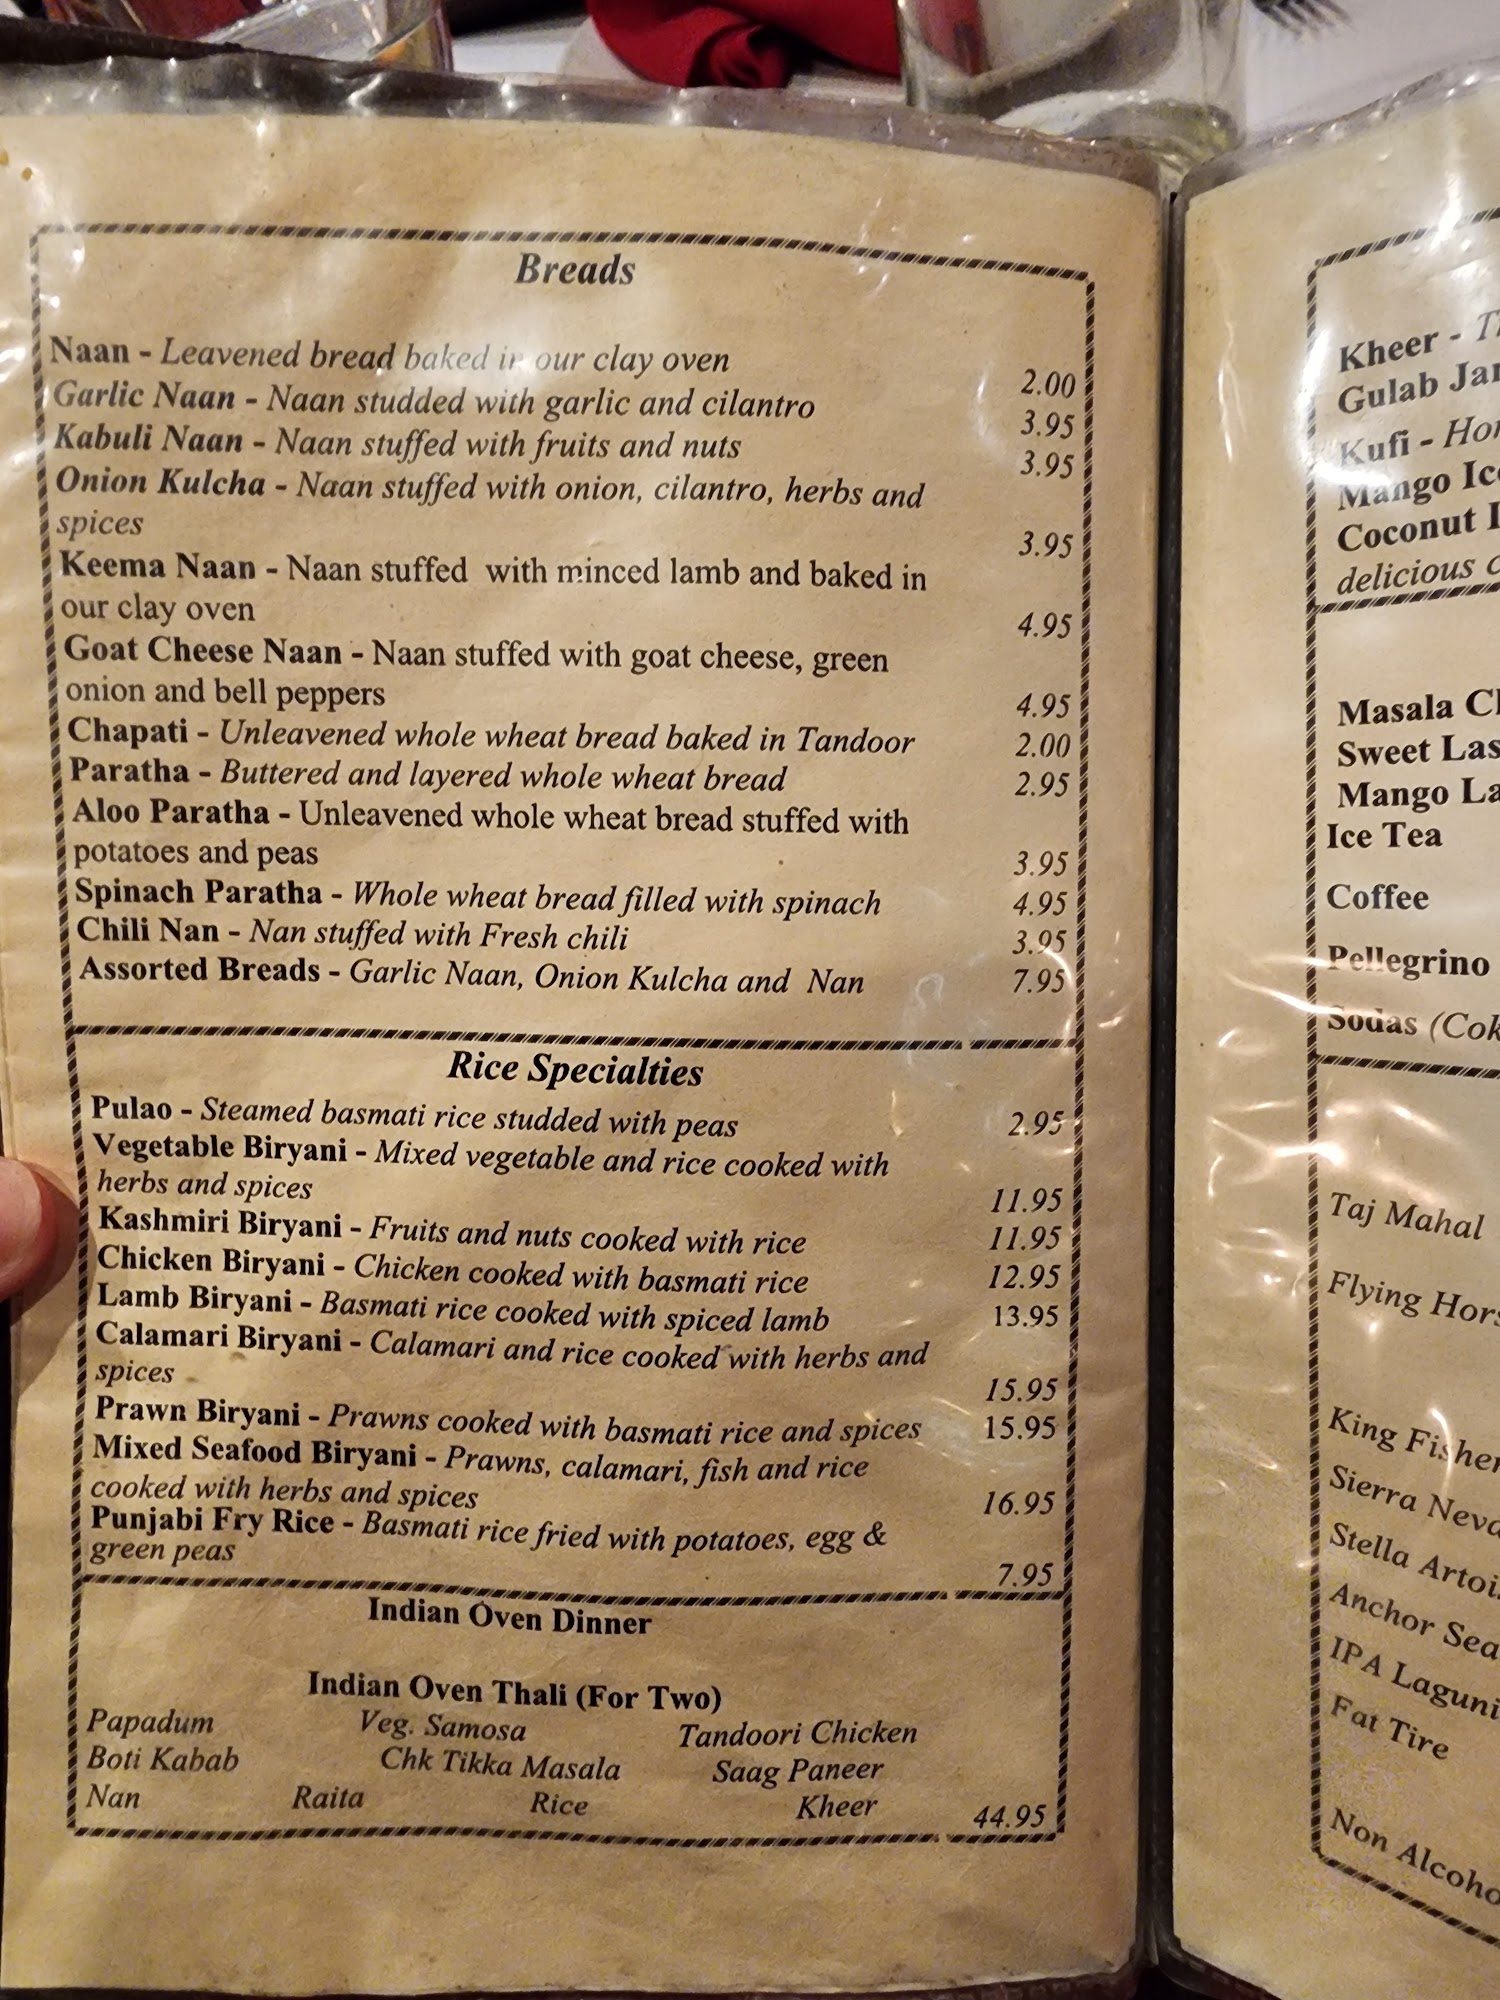 Breads
Naan - Leavened bread baked in our clay oven 2.00
Garlic Naan - Naan studded with garlic and cilantro 3.95
Kabuli Naan - Naan stuffed with fruits and nuts 3.95
Onion Kulcha - Naan stuffed with onion, cilantro, herbs and
spices 3.95
Keema Naan - Naan stuffed with minced lamb and baked in
our clay oven 4.95
Goat Cheese Naan - Naan stuffed with goat cheese, green
onion and bell peppers 4.95
Chapati - Unleavened whole wheat bread baked in Tandoor 2.00
Paratha - Buttered and layered whole wheat bread 2.95
Aloo Paratha - Unleavened whole wheat bread stuffed with
potatoes and peas 3.95
Spinach Paratha - Whole wheat bread filled with spinach 4.95
Chili Nan - Nan stuffed with Fresh chili 3.95
Assorted Breads - Garlic Naan, Onion Kulcha and Nan 7.95
Rice Specialties
Pulao - Steamed basmati rice studded with peas 2.95
Vegetable Biryani - Mixed vegetable and rice cooked with
herbs and spices 11.95
Kashmiri Biryani - Fruits and nuts cooked with rice 11.95
Chicken Biryani - Chicken cooked with basmati rice 12.95
Lamb Biryani - Basmati rice cooked with spiced lamb 13.95
Calamari Biryani - Calamari and rice cooked with herbs and
spices 15.95
Prawn Biryani - Prawns cooked with basmati rice and spices 15.95
Mixed Seafood Biryani - Prawns, calamari, fish and rice
cooked with herbs and spices 16.95
Punjabi Fry Rice - Basmati rice fried with potatoes, egg &
green peas 7.95
Indian Oven Dinner
Indian Oven Thali (For Two)
Papadum Veg. Samosa Tandoori Chicken
Boti Kabab Chk Tikka Masala Saag Paneer
Nan Raita Rice Kheer 44.95
Kheer -
Gulab
Kufi -
Mango
Coconut
delicious
Masala
Sweet
Mango
Ice Tea
Coffee
Pellegrino
Sodas
Taj Mahal
Flying
King
Sierra
Stella
Anchor
IPA
Fat Tire
Non